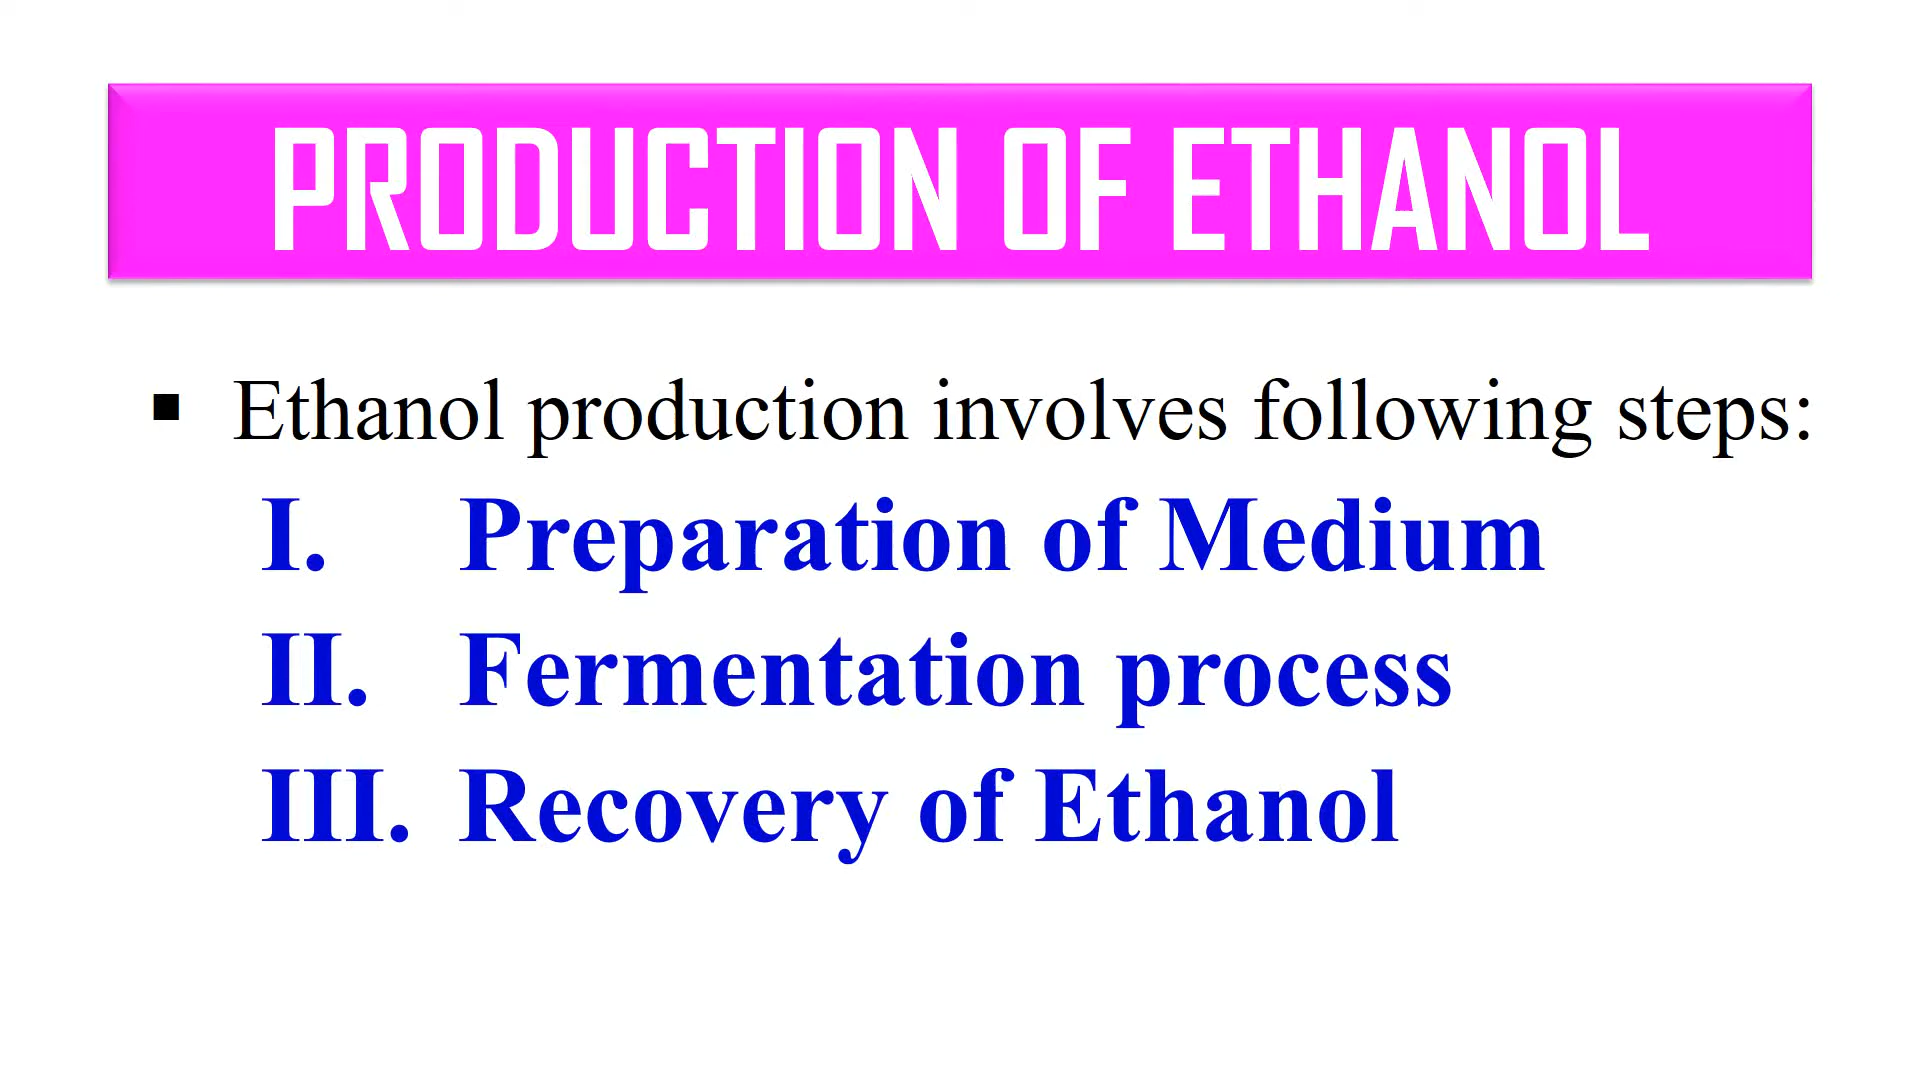 PRODUCTION OF ETHANOL
▪ Ethanol production involves following steps:
I. Preparation of Medium
II. Fermentation process
III. Recovery of Ethanol